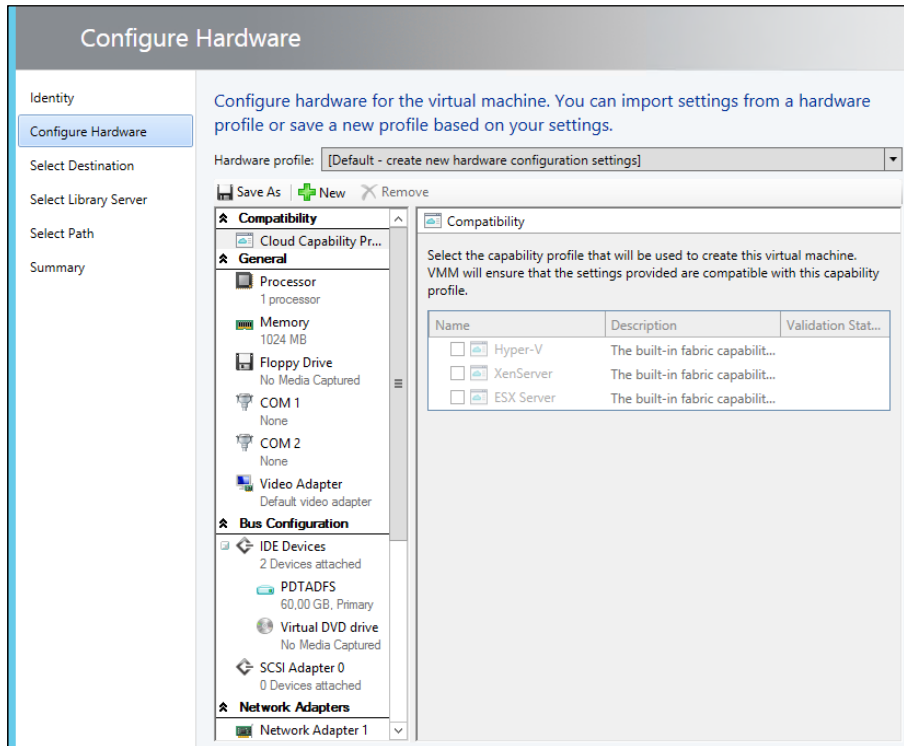 Configure Hardware
Identity
Configure Hardware
Select Destination
Select Library Server
Select Path
Summary
Configure hardware for the virtual machine. You can import settings from a hardware
profile or save a new profile based on your settings.
Hardware profile: [Default - create new hardware configuration settings]
Save As New Remove
Compatibility
Cloud Capability Pr...
General
Processor
1 processor
Memory
1024 MB
Floppy Drive
No Media Captured
COM 1
None
COM 2
None
Video Adapter
Default video adapter
Bus Configuration
IDE Devices
2 Devices attached
PDTADFS
60,00 GB, Primary
Virtual DVD drive
No Media Captured
SCSI Adapter 0
0 Devices attached
Network Adapters
Network Adapter 1
Compatibility
Select the capability profile that will be used to create this virtual machine.
VMM will ensure that the settings provided are compatible with this capability
profile.
Name Description Validation Stat...
Hyper-V The built-in fabric capabilit...
XenServer The built-in fabric capabilit...
ESX Server The built-in fabric capabilit...